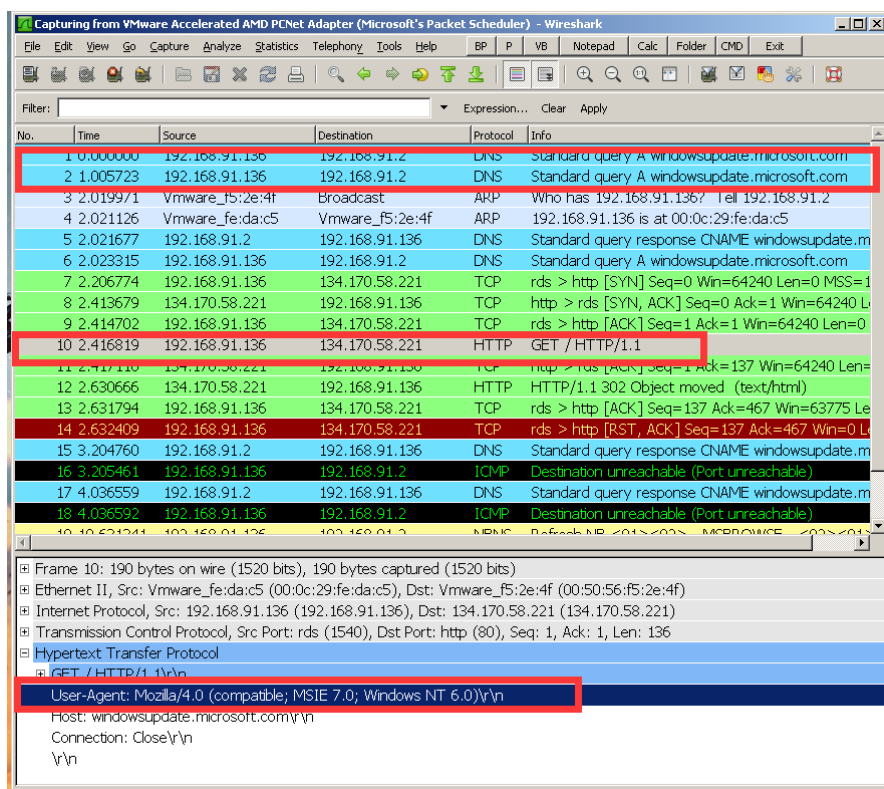 Capturing from VMware Accelerated AMD PCNet Adapter (Microsoft's Packet Scheduler) - Wireshark
File Edit View Go Capture Analyze Statistics Telephony Tools Help BP P VB Notepad Calc Folder CMD Exit
Filter: Expression... Clear Apply
No. Time Source Destination Protocol Info
1 0.000000 192.168.91.136 192.168.91.2 DNS Standard query A windowsupdate.microsoft.com
2 1.005723 192.168.91.136 192.168.91.2 DNS Standard query A windowsupdate.microsoft.com
3 2.019971 Vmware_f5:2e:4f Broadcast ARP Who has 192.168.91.136? Tell 192.168.91.2
4 2.021126 Vmware_fe:da:c5 Vmware_f5:2e:4f ARP 192.168.91.136 is at 00:0c:29:fe:da:c5
5 2.021677 192.168.91.2 192.168.91.136 DNS Standard query response CNAME windowsupdate.m
6 2.023315 192.168.91.136 192.168.91.2 DNS Standard query A windowsupdate.microsoft.com
7 2.206774 192.168.91.136 134.170.58.221 TCP rds > http [SYN] Seq=0 Win=64240 Len=0 MSS=1
8 2.413679 134.170.58.221 192.168.91.136 TCP http > rds [SYN, ACK] Seq=0 Ack=1 Win=64240 L
9 2.414702 192.168.91.136 134.170.58.221 TCP rds > http [ACK] Seq=1 Ack=1 Win=64240 Len=0
10 2.416819 192.168.91.136 134.170.58.221 HTTP GET / HTTP/1.1
11 2.417110 134.170.58.221 192.168.91.136 TCP http > rds [ACK] Seq=1 Ack=137 Win=64240 Len=
12 2.630666 134.170.58.221 192.168.91.136 HTTP HTTP/1.1 302 Object moved (text/html)
13 2.631794 192.168.91.136 134.170.58.221 TCP rds > http [ACK] Seq=137 Ack=467 Win=63775 Le
14 2.632409 192.168.91.136 134.170.58.221 TCP rds > http [RST, ACK] Seq=137 Ack=467 Win=0 L
15 3.204760 192.168.91.2 192.168.91.136 DNS Standard query response CNAME windowsupdate.m
16 3.205461 192.168.91.136 192.168.91.2 ICMP Destination unreachable (Port unreachable)
17 4.036559 192.168.91.2 192.168.91.136 DNS Standard query response CNAME windowsupdate.m
18 4.036592 192.168.91.136 192.168.91.2 ICMP Destination unreachable (Port unreachable)
Frame 10: 190 bytes on wire (1520 bits), 190 bytes captured (1520 bits)
Ethernet II, Src: Vmware_fe:da:c5 (00:0c:29:fe:da:c5), Dst: Vmware_f5:2e:4f (00:50:56:f5:2e:4f)
Internet Protocol, Src: 192.168.91.136 (192.168.91.136), Dst: 134.170.58.221 (134.170.58.221)
Transmission Control Protocol, Src Port: rds (1540), Dst Port: http (80), Seq: 1, Ack: 1, Len: 136
Hypertext Transfer Protocol
GET / HTTP/1.1\r\n
User-Agent: Mozilla/4.0 (compatible; MSIE 7.0; Windows NT 6.0)\r\n
Host: windowsupdate.microsoft.com\r\n
Connection: Close\r\n
\r\n